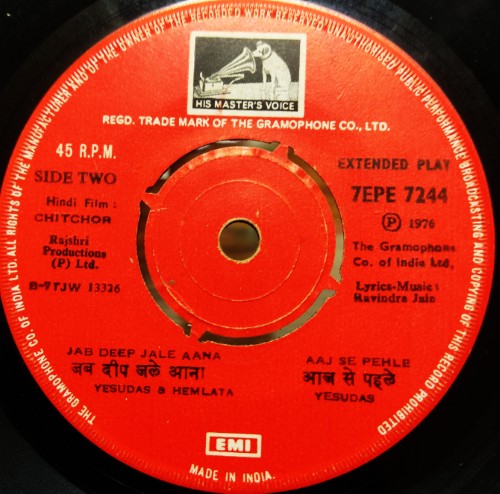 THE GRAMOPHONE CO. OF INDIA LTD. ALL RIGHTS OF THE MANUFACTURER AND OF THE OWNER OF THE RECORDED WORK RESERVED. UNAUTHORISED PUBLIC PERFORMANCE BROADCASTING AND COPYING OF THIS RECORD PROHIBITED
HIS MASTER'S VOICE
REGD. TRADE MARK OF THE GRAMOPHONE CO., LTD.
45 R.P.M.
SIDE TWO
Hindi Film :
CHITCHOR
Rajshri
Productions
(P) Ltd.
B-7TJW 13326
EXTENDED PLAY
7EPE 7244
Ⓟ 1976
The Gramophone
Co. of India Ltd.
Lyrics-Music :
Ravindra Jain
JAB DEEP JALE AANA
जब दीप जले आना
YESUDAS & HEMLATA
AAJ SE PEHLE
आज से पहले
YESUDAS
EMI
MADE IN INDIA.